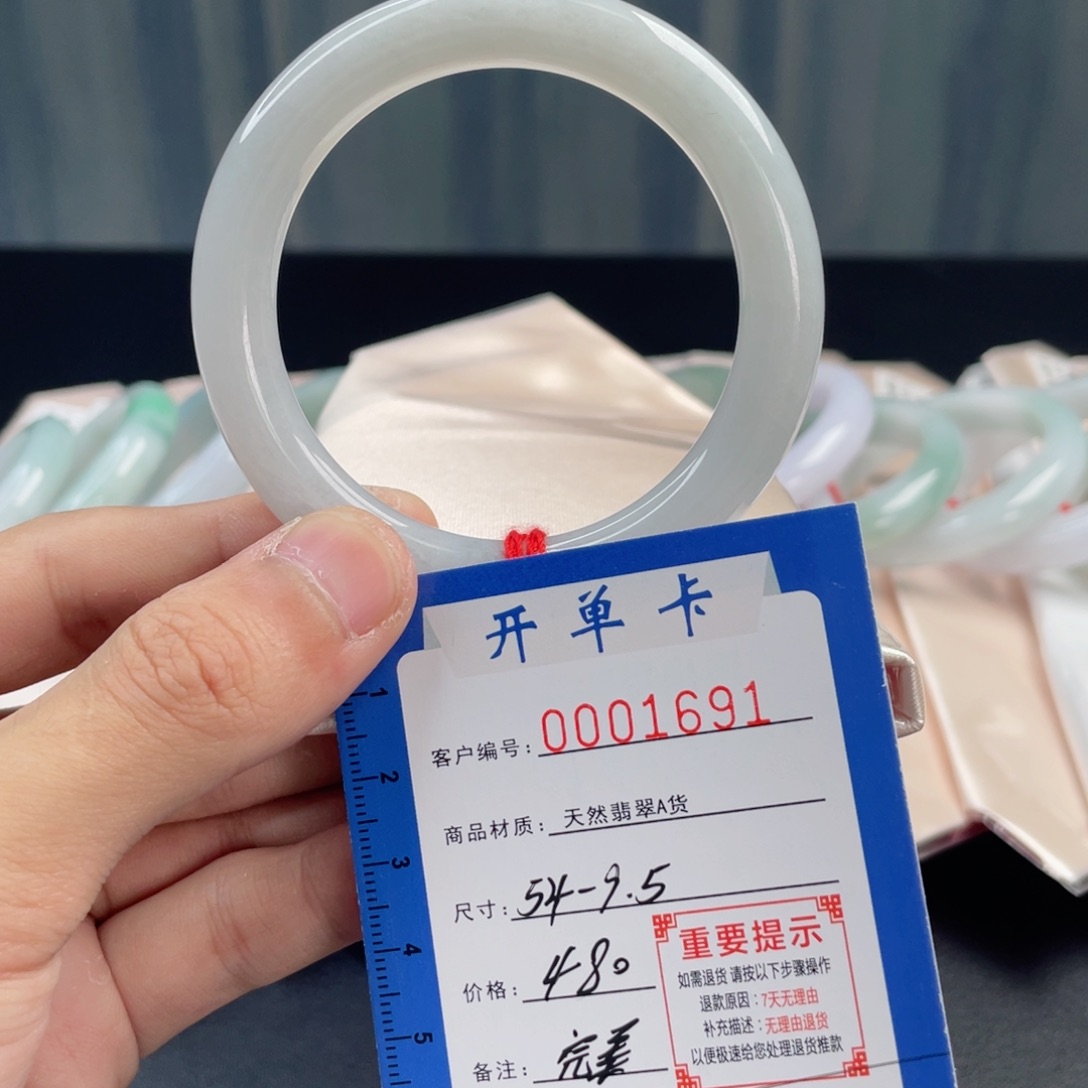 开单卡
客户编号：0001691
商品材质：天然翡翠A货
尺寸：54-9.5
价格：480
备注：完美
重要提示
如需退货 请按以下步骤操作
退款原因：7天无理由
补充描述：无理由退货
以便极速给您处理退货推款
1
2
3
4
5